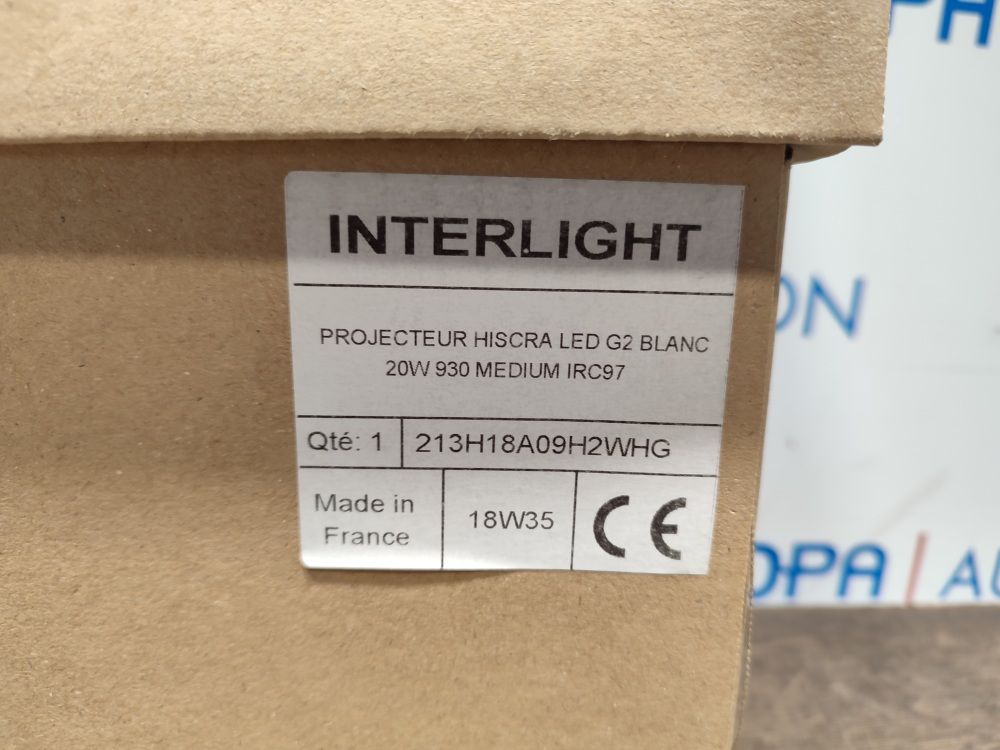 INTERLIGHT
PROJECTEUR HISCRA LED G2 BLANC
20W 930 MEDIUM IRC97
Qté: 1
213H18A09H2WHG
Made in
France
18W35
CE